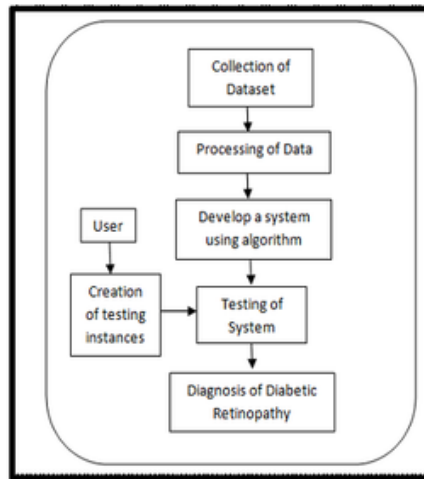 Collection of
Dataset
Processing of Data
Develop a system
using algorithm
User
Creation
of testing
instances
Testing of
System
Diagnosis of Diabetic
Retinopathy